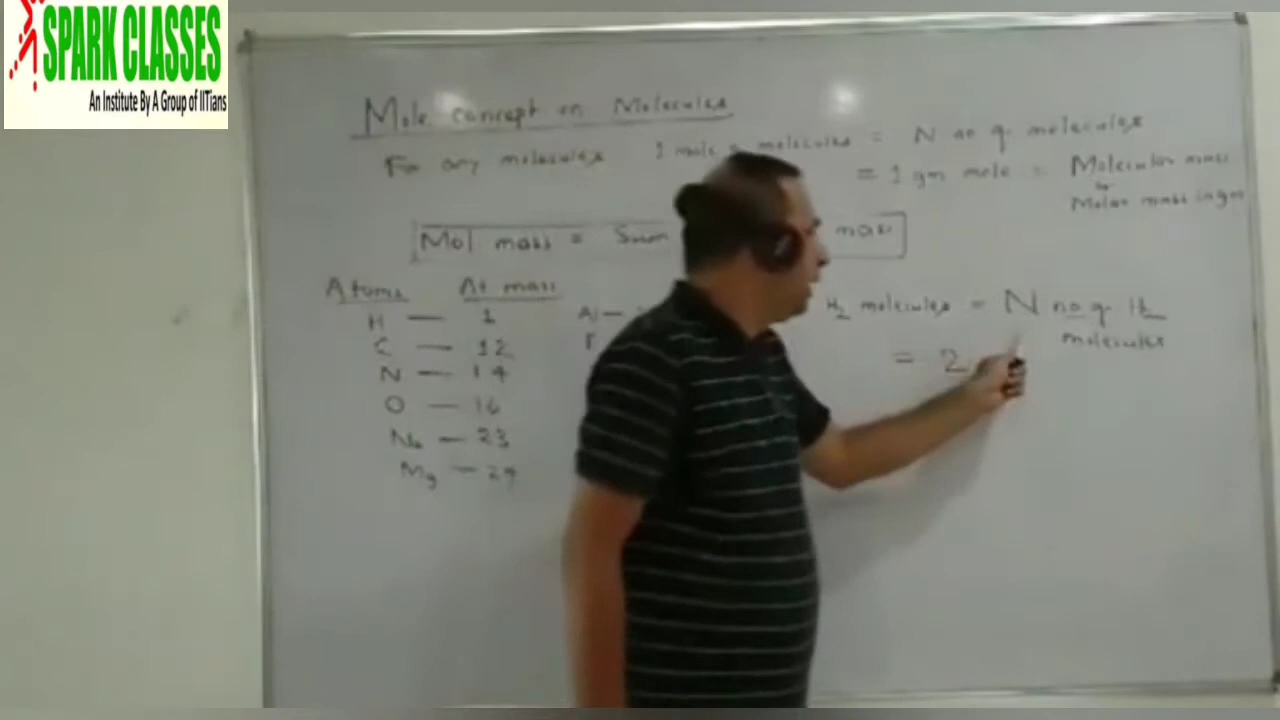 SPARK CLASSES
An Institute By A Group of IITians
Mole concept on Molecules
For any molecules 1 mole molecules = N no of molecules
= 1 gm mole = Molecular mass
or
Molar mass in gm
Mol mass = Sum mass
Atoms At mass
H — 1
C — 12
N — 14
O — 16
Na — 23
Mg — 24
Al —
H2 molecules = N no of H2
molecules
= 2